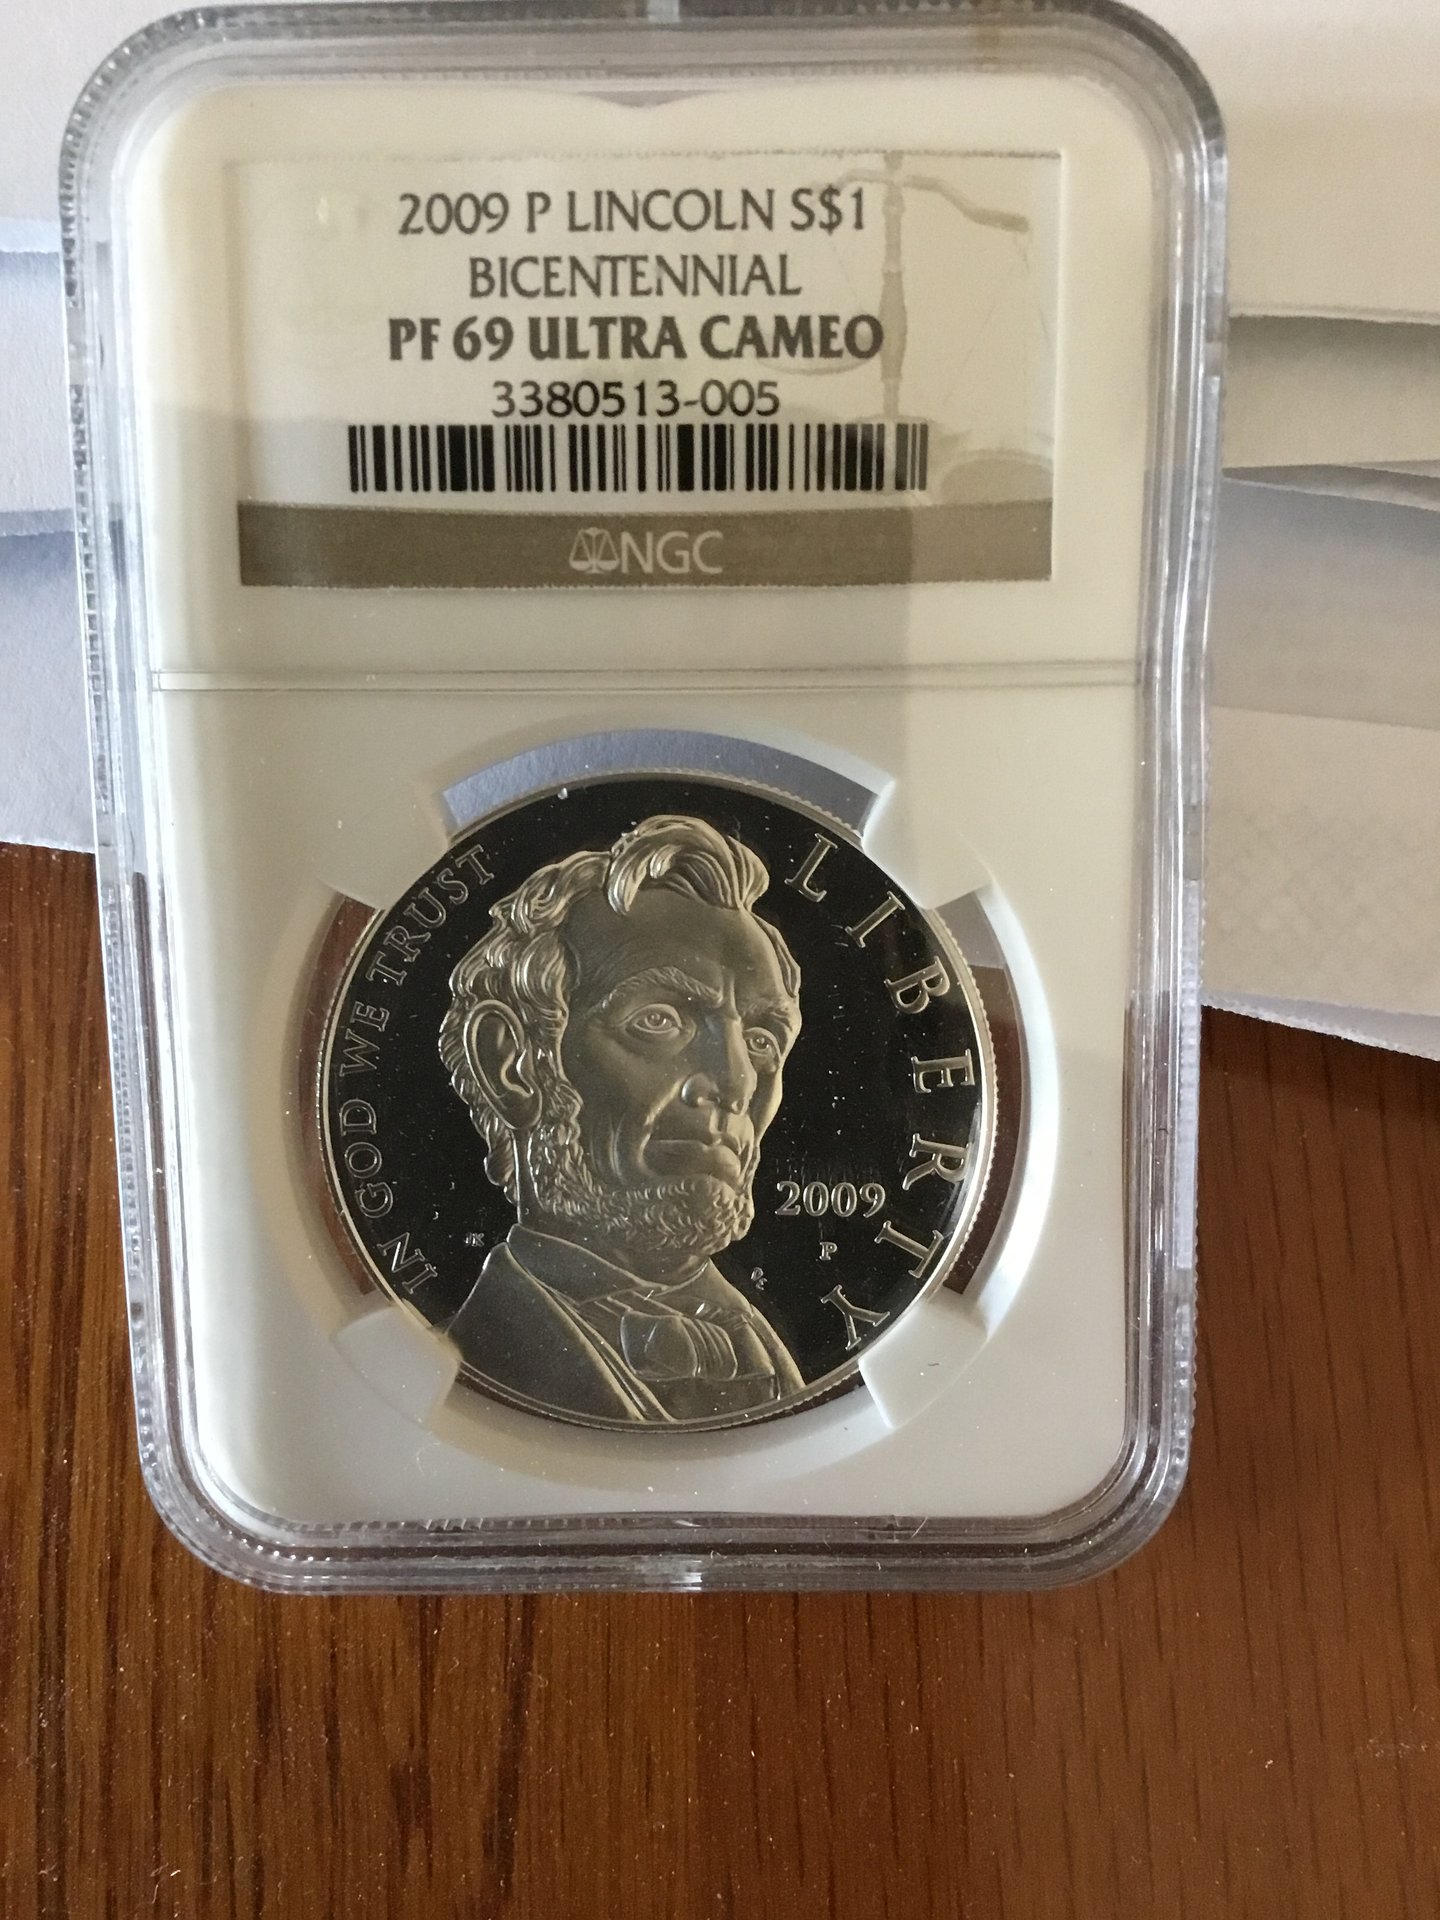 2009 P LINCOLN S$1
BICENTENNIAL
PF 69 ULTRA CAMEO
3380513-005
NGC
IN GOD WE TRUST
LIBERTY
2009
P